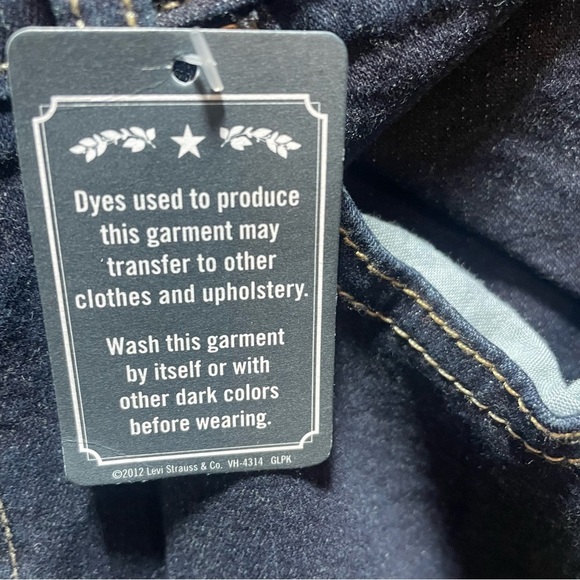 Dyes used to produce
this garment may
transfer to other
clothes and upholstery.
Wash this garment
by itself or with
other dark colors
before wearing.
©2012 Levi Strauss & Co. VH-4314 GLPK